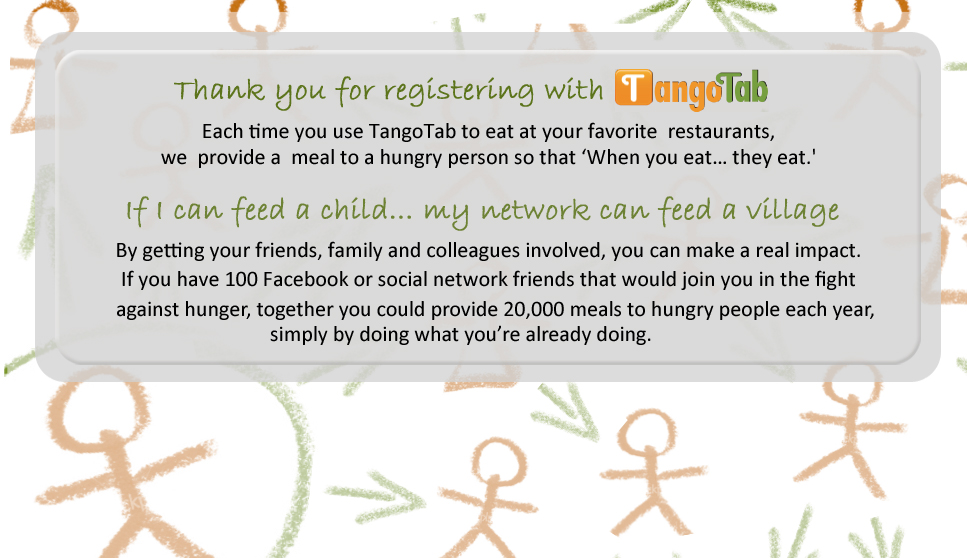 Thank you for registering with TangoTab
Each time you use TangoTab to eat at your favorite restaurants,
we provide a meal to a hungry person so that ‘When you eat... they eat.'
If I can feed a child... my network can feed a village
By getting your friends, family and colleagues involved, you can make a real impact.
If you have 100 Facebook or social network friends that would join you in the fight
against hunger, together you could provide 20,000 meals to hungry people each year,
simply by doing what you’re already doing.